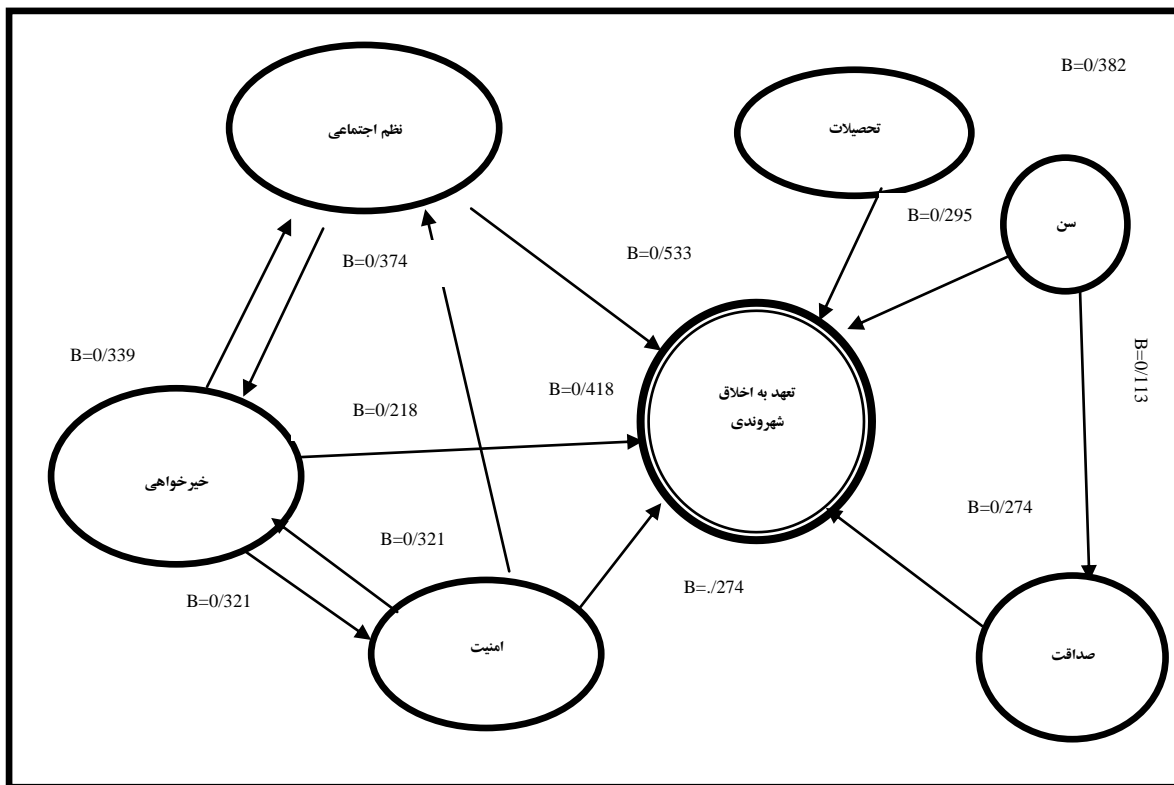 B=0/382
نظم اجتماعی
تحصیلات
سن
B=0/295
B=0/533
B=0/374
B=0/339
B=0/113
B=0/418
B=0/218
تعهد به اخلاق
شهروندی
خیرخواهی
B=0/274
B=0/321
B=0/321
B=./274
امنیت
صداقت